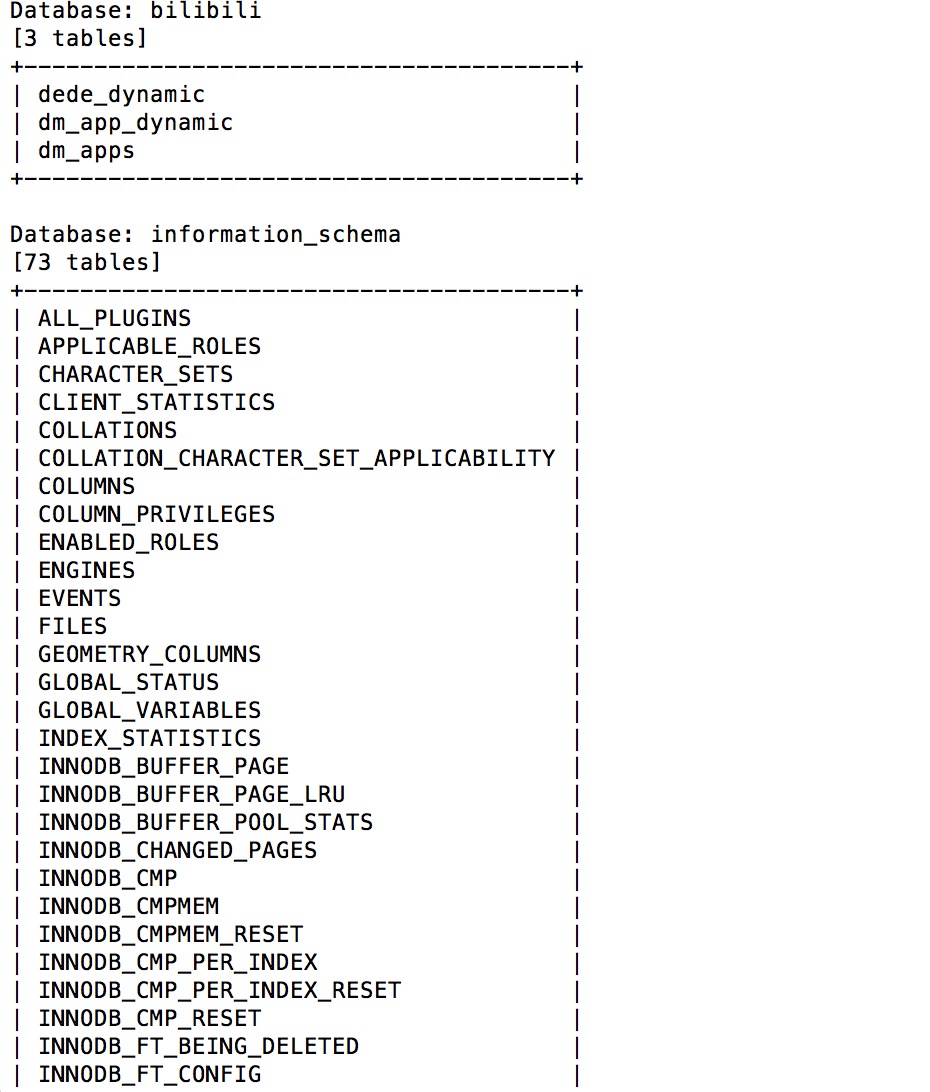 Database: bilibili
[3 tables]
+---------------------------------------+
| dede_dynamic                          |
| dm_app_dynamic                        |
| dm_apps                               |
+---------------------------------------+
Database: information_schema
[73 tables]
+---------------------------------------+
| ALL_PLUGINS                           |
| APPLICABLE_ROLES                      |
| CHARACTER_SETS                        |
| CLIENT_STATISTICS                     |
| COLLATIONS                            |
| COLLATION_CHARACTER_SET_APPLICABILITY |
| COLUMNS                               |
| COLUMN_PRIVILEGES                     |
| ENABLED_ROLES                         |
| ENGINES                               |
| EVENTS                                |
| FILES                                 |
| GEOMETRY_COLUMNS                      |
| GLOBAL_STATUS                         |
| GLOBAL_VARIABLES                      |
| INDEX_STATISTICS                      |
| INNODB_BUFFER_PAGE                    |
| INNODB_BUFFER_PAGE_LRU                |
| INNODB_BUFFER_POOL_STATS              |
| INNODB_CHANGED_PAGES                  |
| INNODB_CMP                            |
| INNODB_CMPMEM                         |
| INNODB_CMPMEM_RESET                   |
| INNODB_CMP_PER_INDEX                  |
| INNODB_CMP_PER_INDEX_RESET            |
| INNODB_CMP_RESET                      |
| INNODB_FT_BEING_DELETED               |
| INNODB_FT_CONFIG                      |